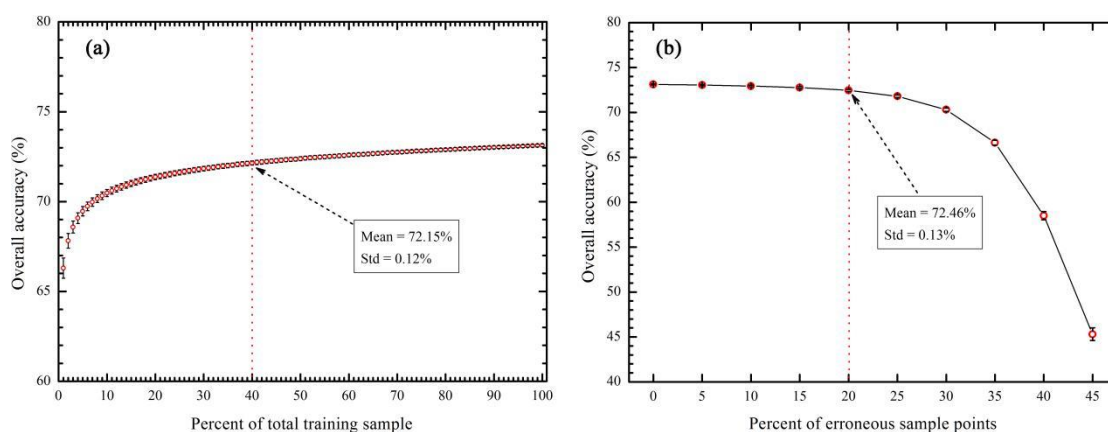 (a)
Overall accuracy (%)
80
75
70
65
60
Mean = 72.15%
Std = 0.12%
0 10 20 30 40 50 60 70 80 90 100
Percent of total training sample
(b)
Overall accuracy (%)
80
75
70
65
60
55
50
45
40
Mean = 72.46%
Std = 0.13%
0 5 10 15 20 25 30 35 40 45
Percent of erroneous sample points